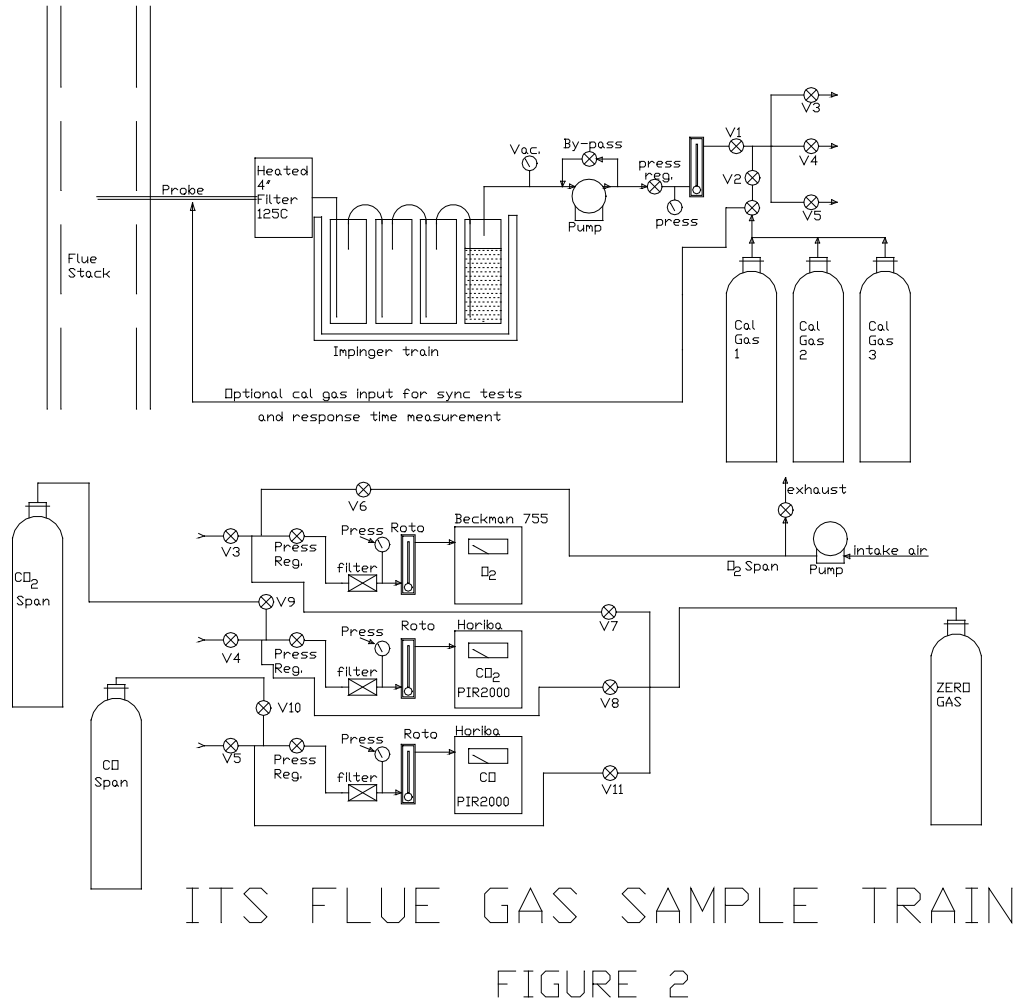 V3
V1
By-pass
Vac.
V4
press
reg.
Heated
4"
Filter
125C
V2
Probe
V5
press
Pump
Flue
Stack
Cal
Gas
1
Cal
Gas
2
Cal
Gas
3
Impinger train
Optional cal gas input for sync tests
and response time measurement
exhaust
V6
Beckman 755
Press
Roto
V3
Press
Reg.
intake air
filter
O2 Span
Pump
O2
CO2
Span
V9
V7
Press
Roto
Horiba
V4
Press
Reg.
filter
CO2
PIR2000
ZERO
GAS
V8
V10
Press
Roto
Horiba
V5
Press
Reg.
CO
Span
filter
CO
PIR2000
V11
ITS FLUE GAS SAMPLE TRAIN
FIGURE 2